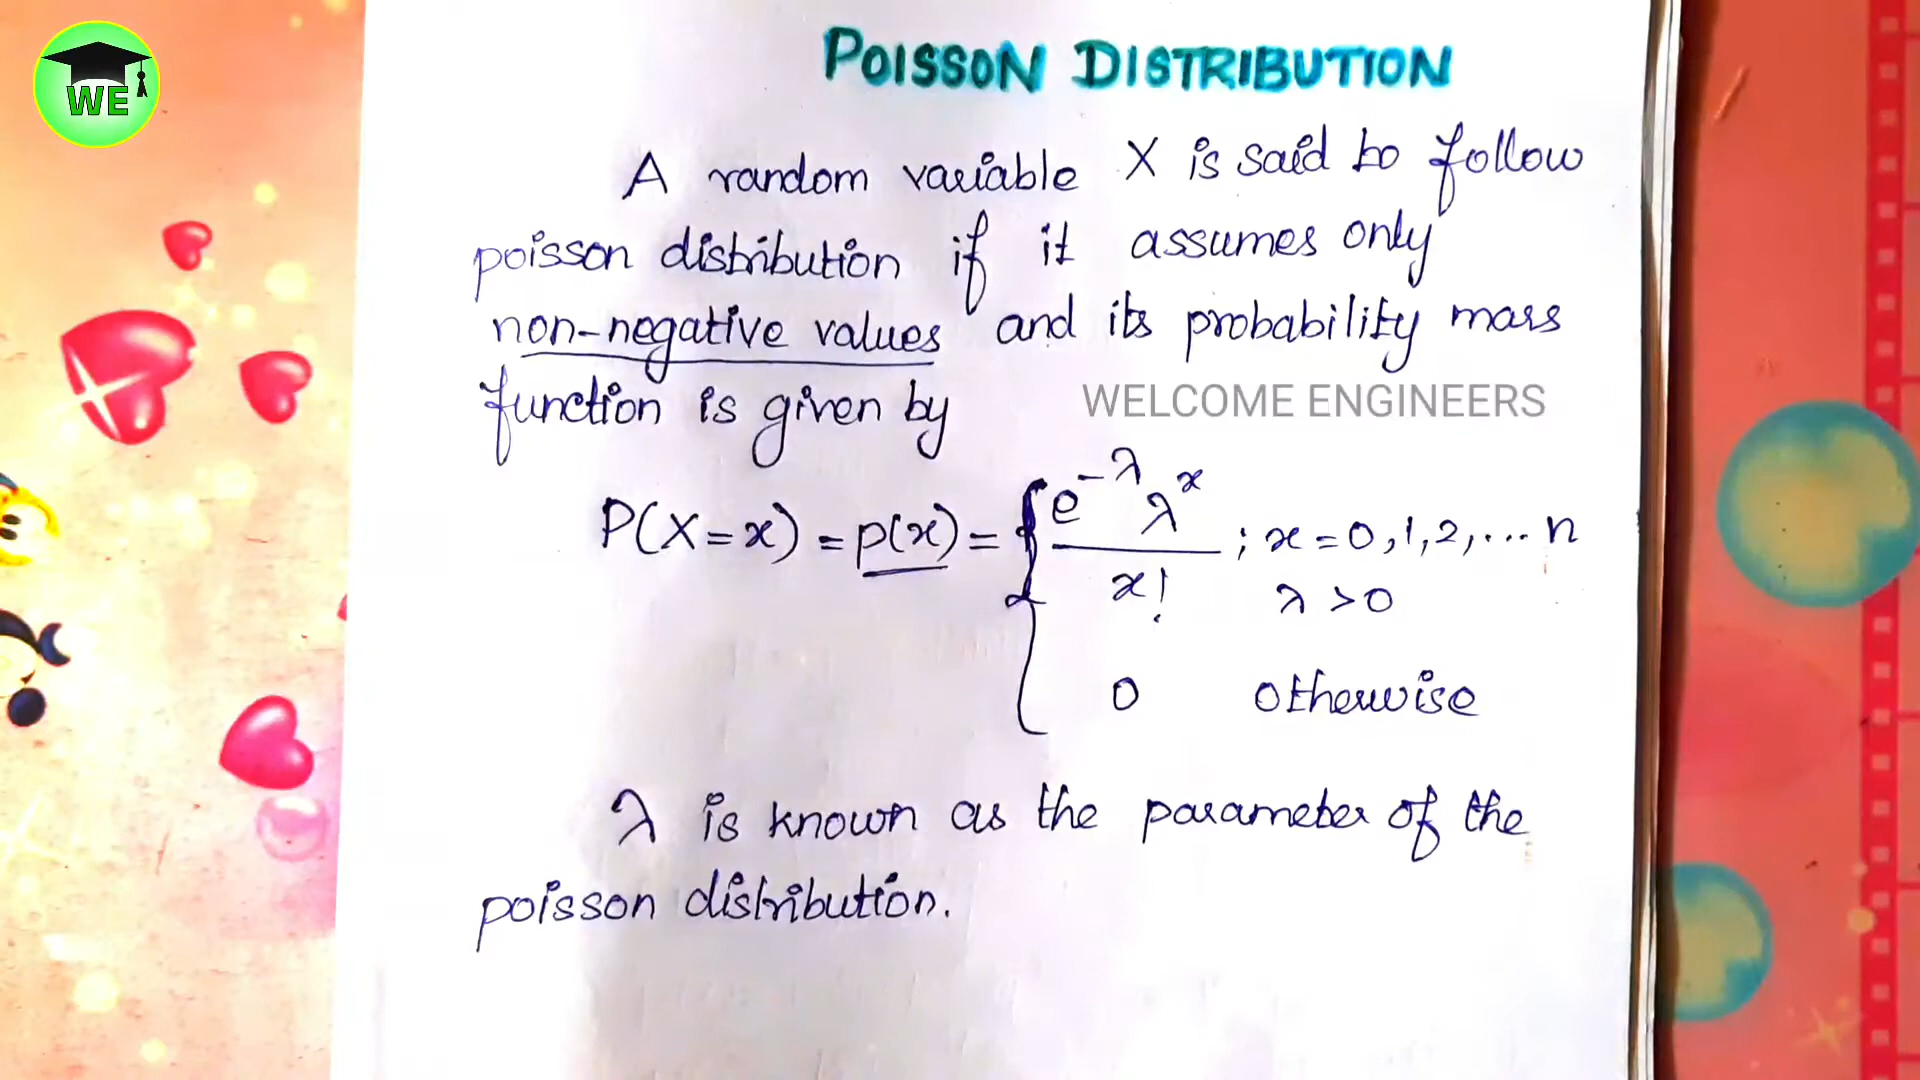 WE
POISSON DISTRIBUTION
A random variable X is said to follow
poisson distribution if it assumes only
non-negative values and its probability mass
function is given by
WELCOME ENGINEERS
P(X=x) = p(x) = { e^-λ λ^x / x! ; x = 0,1,2,... n
λ > 0
0 otherwise
λ is known as the parameter of the
poisson distribution.